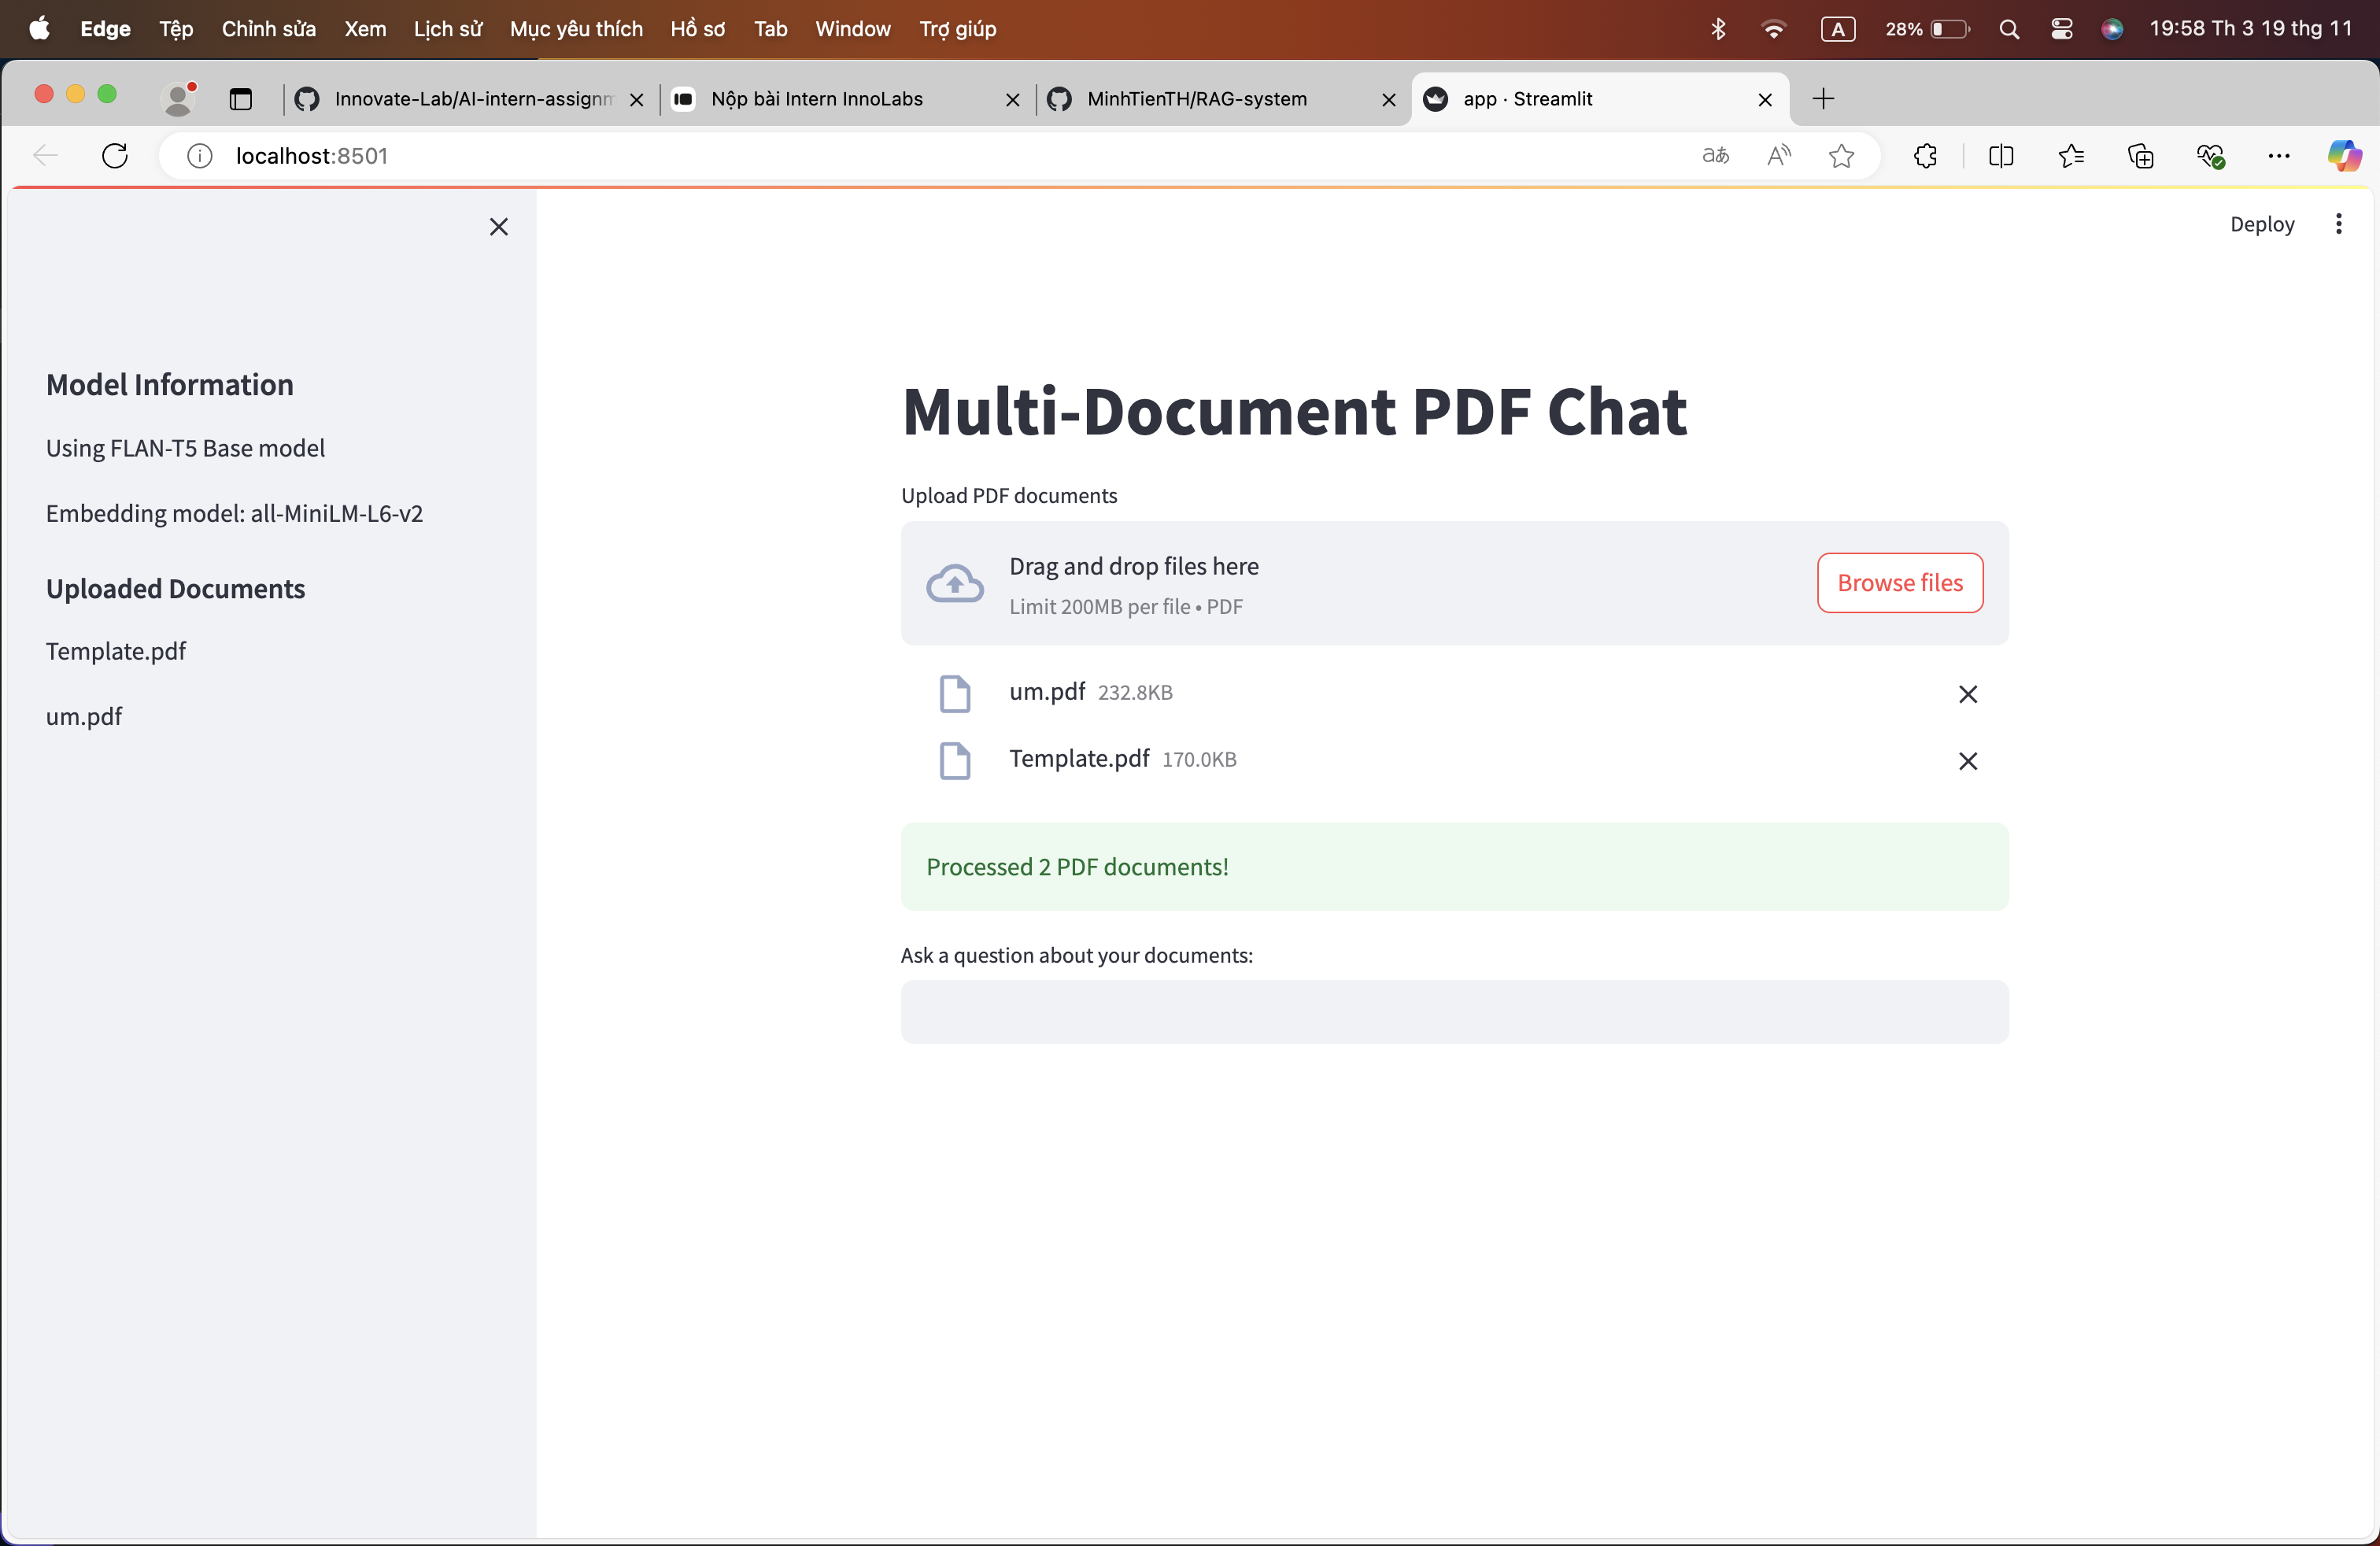 Edge Tệp Chỉnh sửa Xem Lịch sử Mục yêu thích Hồ sơ Tab Window Trợ giúp A 28% 19:58 Th 3 19 thg 11
Innovate-Lab/AI-intern-assignm Nộp bài Intern InnoLabs MinhTienTH/RAG-system app · Streamlit
localhost:8501
Deploy
Model Information
Using FLAN-T5 Base model
Embedding model: all-MiniLM-L6-v2
Uploaded Documents
Template.pdf
um.pdf
Multi-Document PDF Chat
Upload PDF documents
Drag and drop files here
Limit 200MB per file • PDF
Browse files
um.pdf 232.8KB
Template.pdf 170.0KB
Processed 2 PDF documents!
Ask a question about your documents: